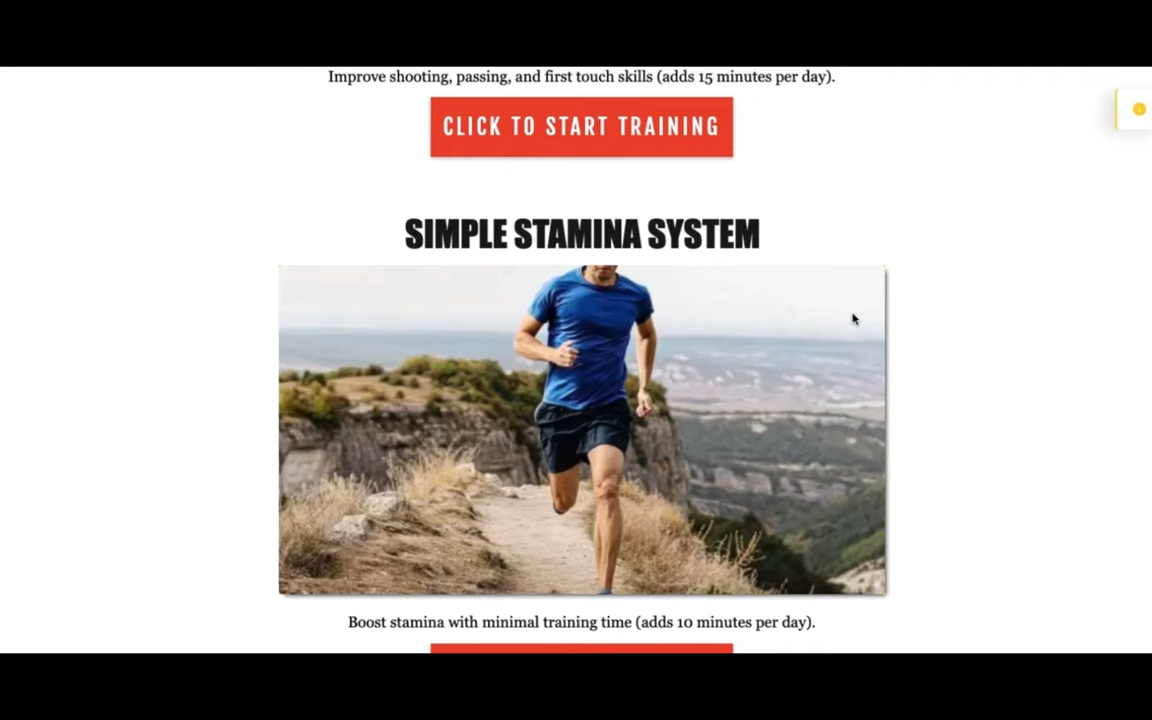 Improve shooting, passing, and first touch skills (adds 15 minutes per day).
CLICK TO START TRAINING
SIMPLE STAMINA SYSTEM
Boost stamina with minimal training time (adds 10 minutes per day).